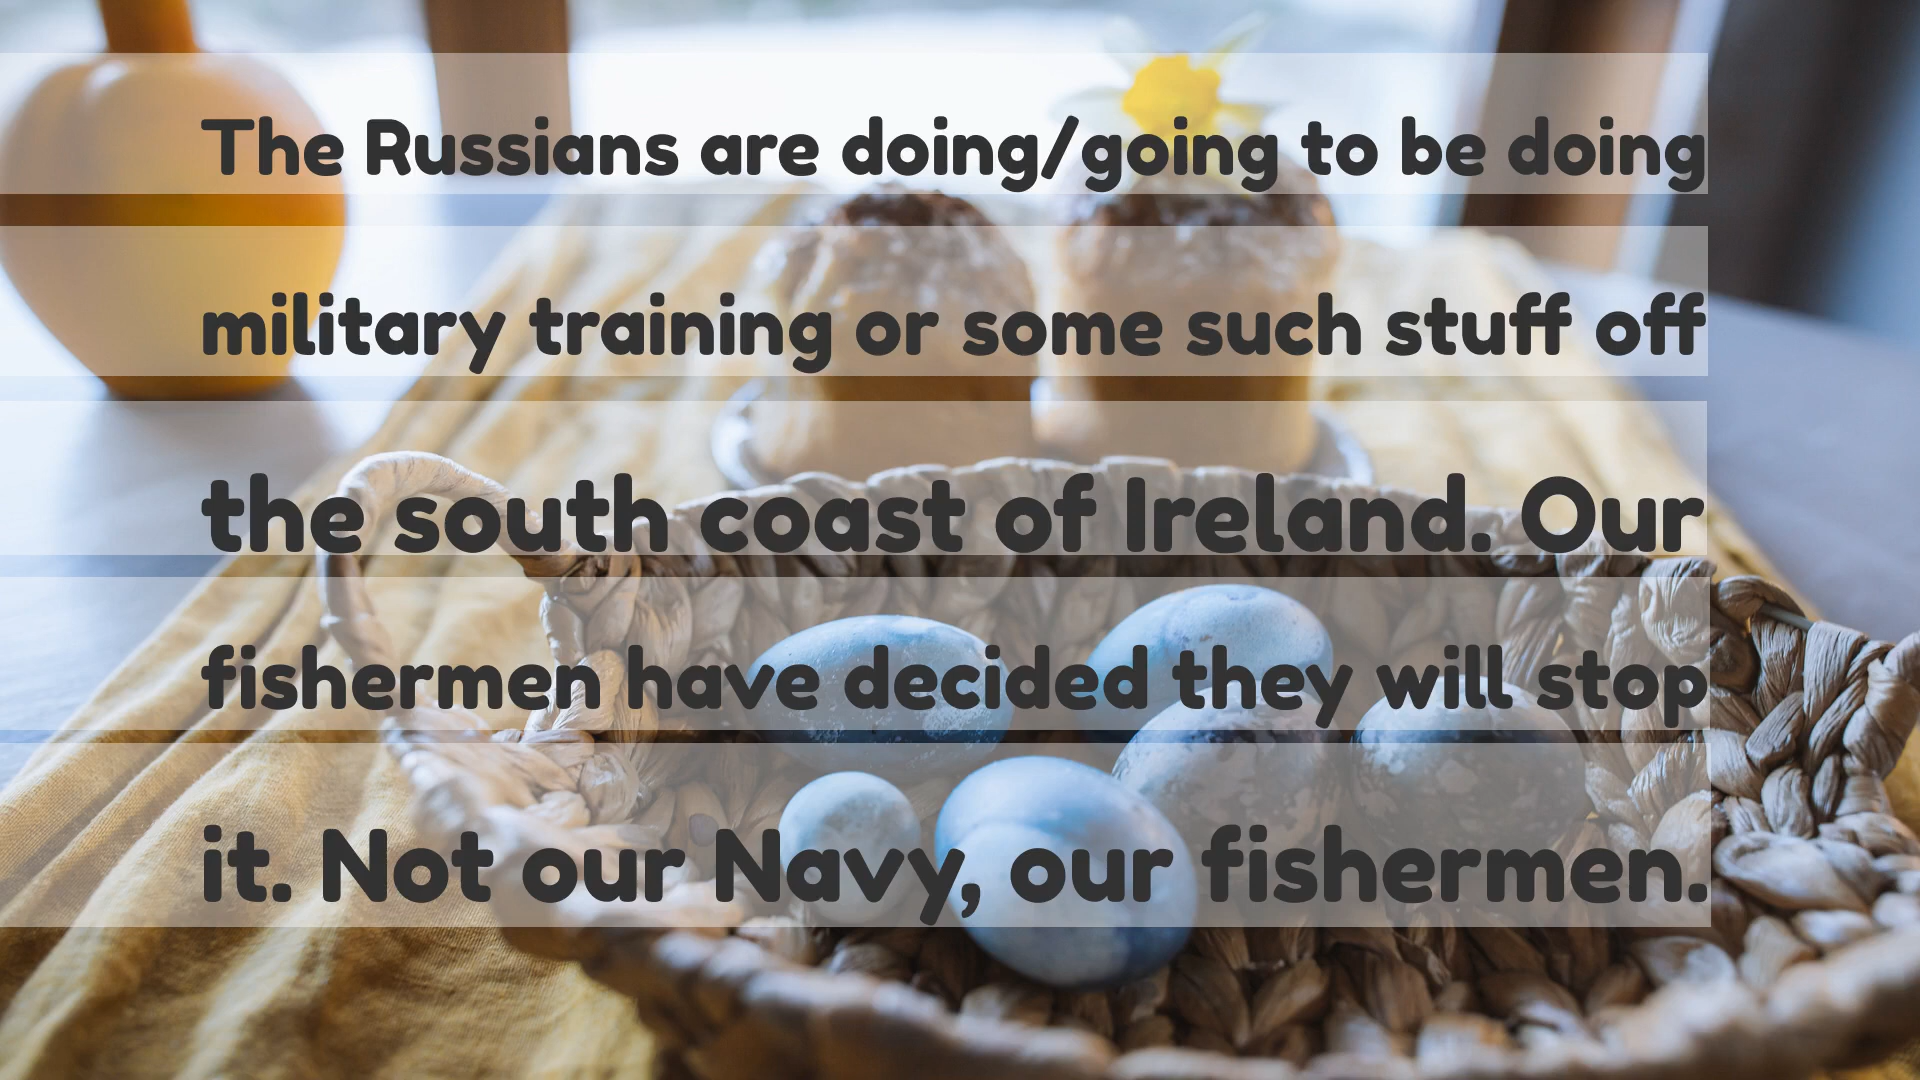 The Russians are doing/going to be doing
military training or some such stuff off
the south coast of Ireland. Our
fishermen have decided they will stop
it. Not our Navy, our fishermen.